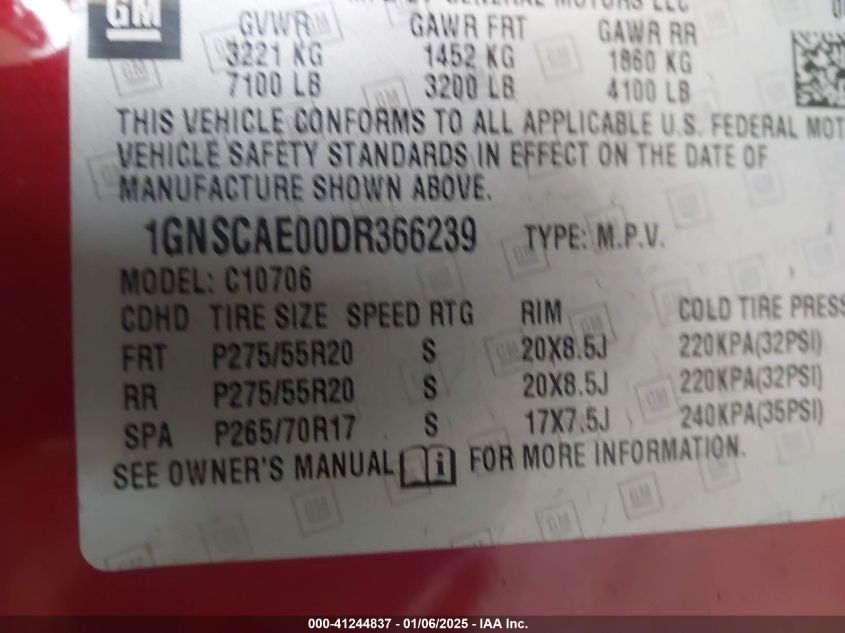 GM
GENERAL MOTORS LLC
GVWR GAWR FRT GAWR RR
3221 KG 1452 KG 1860 KG
7100 LB 3200 LB 4100 LB
THIS VEHICLE CONFORMS TO ALL APPLICABLE U.S. FEDERAL MOT
VEHICLE SAFETY STANDARDS IN EFFECT ON THE DATE OF
MANUFACTURE SHOWN ABOVE.
1GNSCAE00DR366239 TYPE: M.P.V.
MODEL: C10706
CDHD TIRE SIZE SPEED RTG RIM COLD TIRE PRESS
FRT P275/55R20 S 20X8.5J 220KPA(32PSI)
RR P275/55R20 S 20X8.5J 220KPA(32PSI)
SPA P265/70R17 S 17X7.5J 240KPA(35PSI)
SEE OWNER'S MANUAL i FOR MORE INFORMATION.
000-41244837 - 01/06/2025 - IAA Inc.